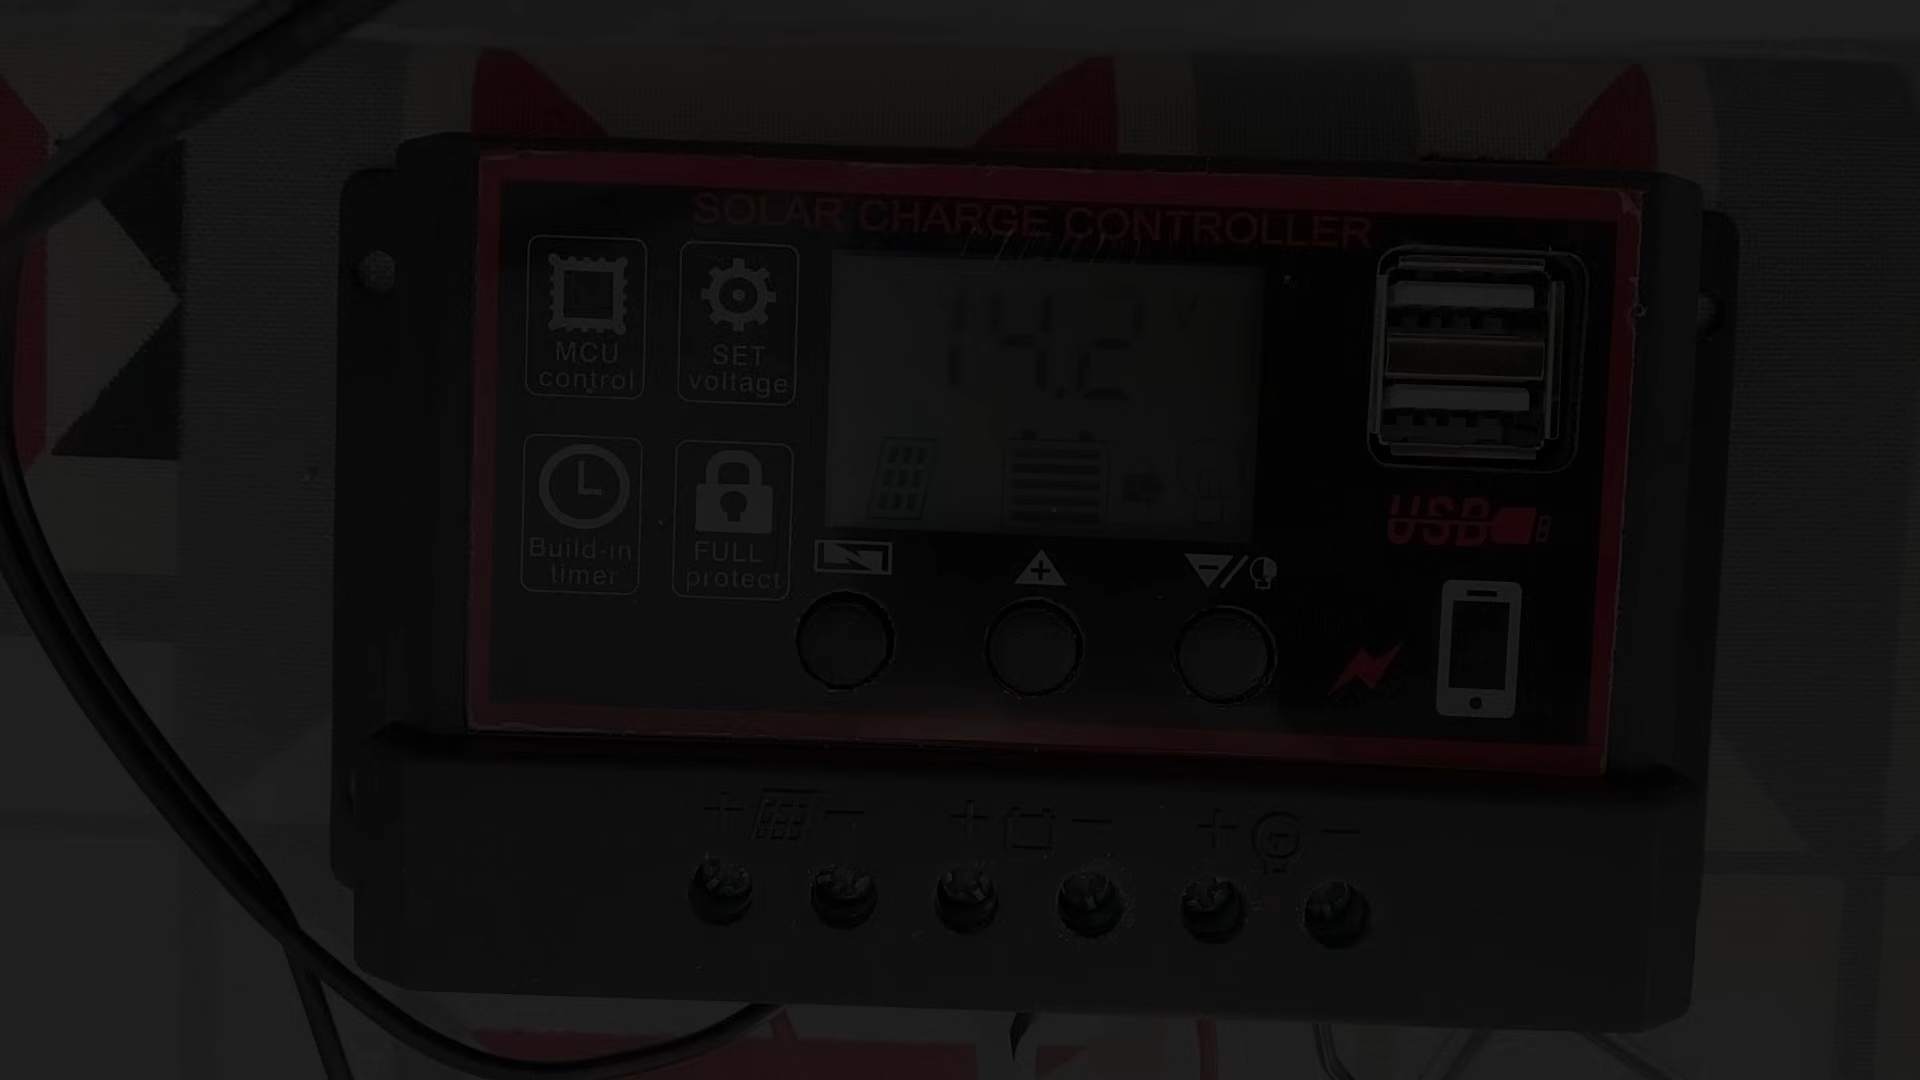 SOLAR CHARGE CONTROLLER
MCU
control
SET
voltage
14.2 V
Build-in
timer
FULL
protect
USB
+ -
+ -
+ -